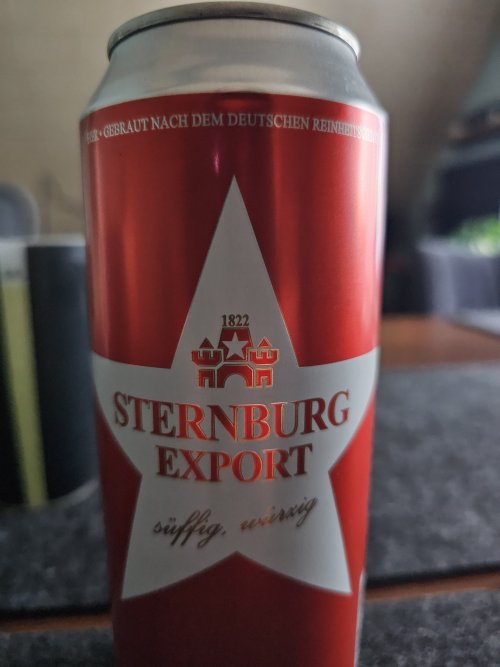 · GEBRAUT NACH DEM DEUTSCHEN
1822
STERNBURG
EXPORT
süffig, würzig